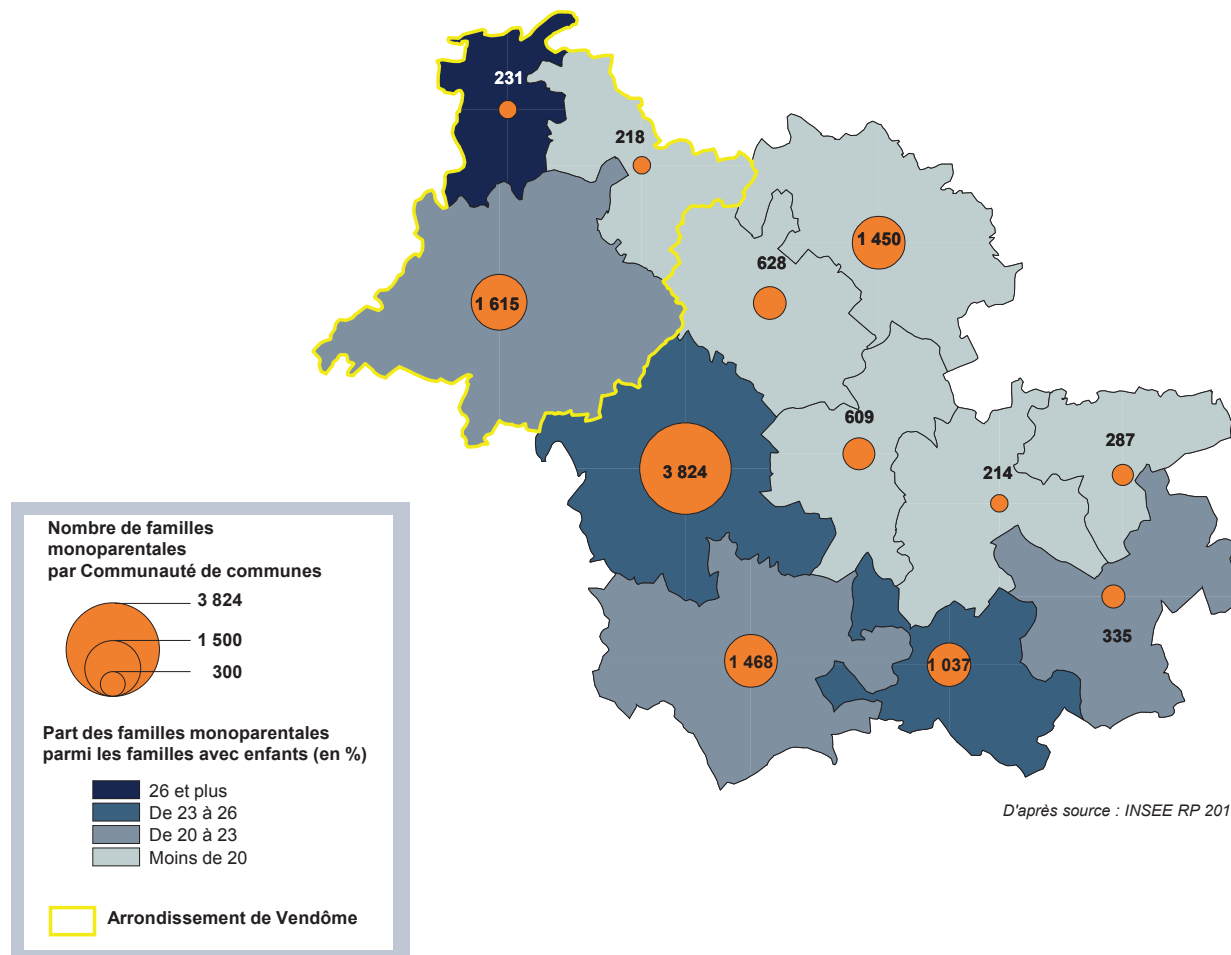 231
218
1 450
628
1 615
609
287
3 824
214
335
1 468
1 037
Nombre de familles
monoparentales
par Communauté de communes
3 824
1 500
300
Part des familles monoparentales
parmi les familles avec enfants (en %)
26 et plus
De 23 à 26
De 20 à 23
Moins de 20
Arrondissement de Vendôme
D'après source : INSEE RP 201